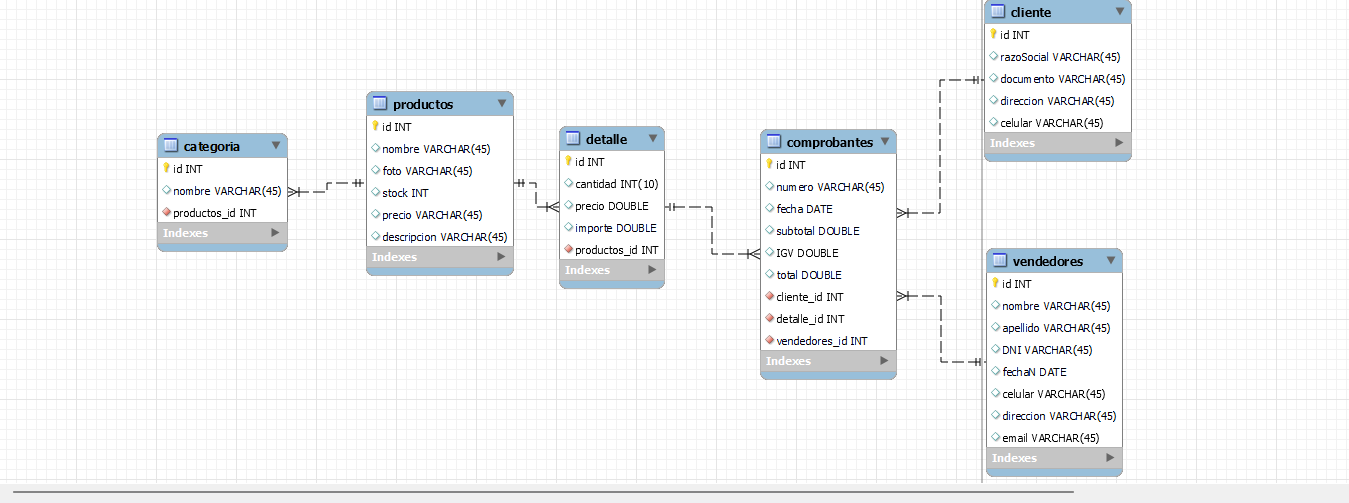 categoria
id INT
nombre VARCHAR(45)
productos_id INT
Indexes
productos
id INT
nombre VARCHAR(45)
foto VARCHAR(45)
stock INT
precio VARCHAR(45)
descripcion VARCHAR(45)
Indexes
detalle
id INT
cantidad INT(10)
precio DOUBLE
importe DOUBLE
productos_id INT
Indexes
comprobantes
id INT
numero VARCHAR(45)
fecha DATE
subtotal DOUBLE
IGV DOUBLE
total DOUBLE
cliente_id INT
detalle_id INT
vendedores_id INT
Indexes
cliente
id INT
razoSocial VARCHAR(45)
documento VARCHAR(45)
direccion VARCHAR(45)
celular VARCHAR(45)
Indexes
vendedores
id INT
nombre VARCHAR(45)
apellido VARCHAR(45)
DNI VARCHAR(45)
fechaN DATE
celular VARCHAR(45)
direccion VARCHAR(45)
email VARCHAR(45)
Indexes